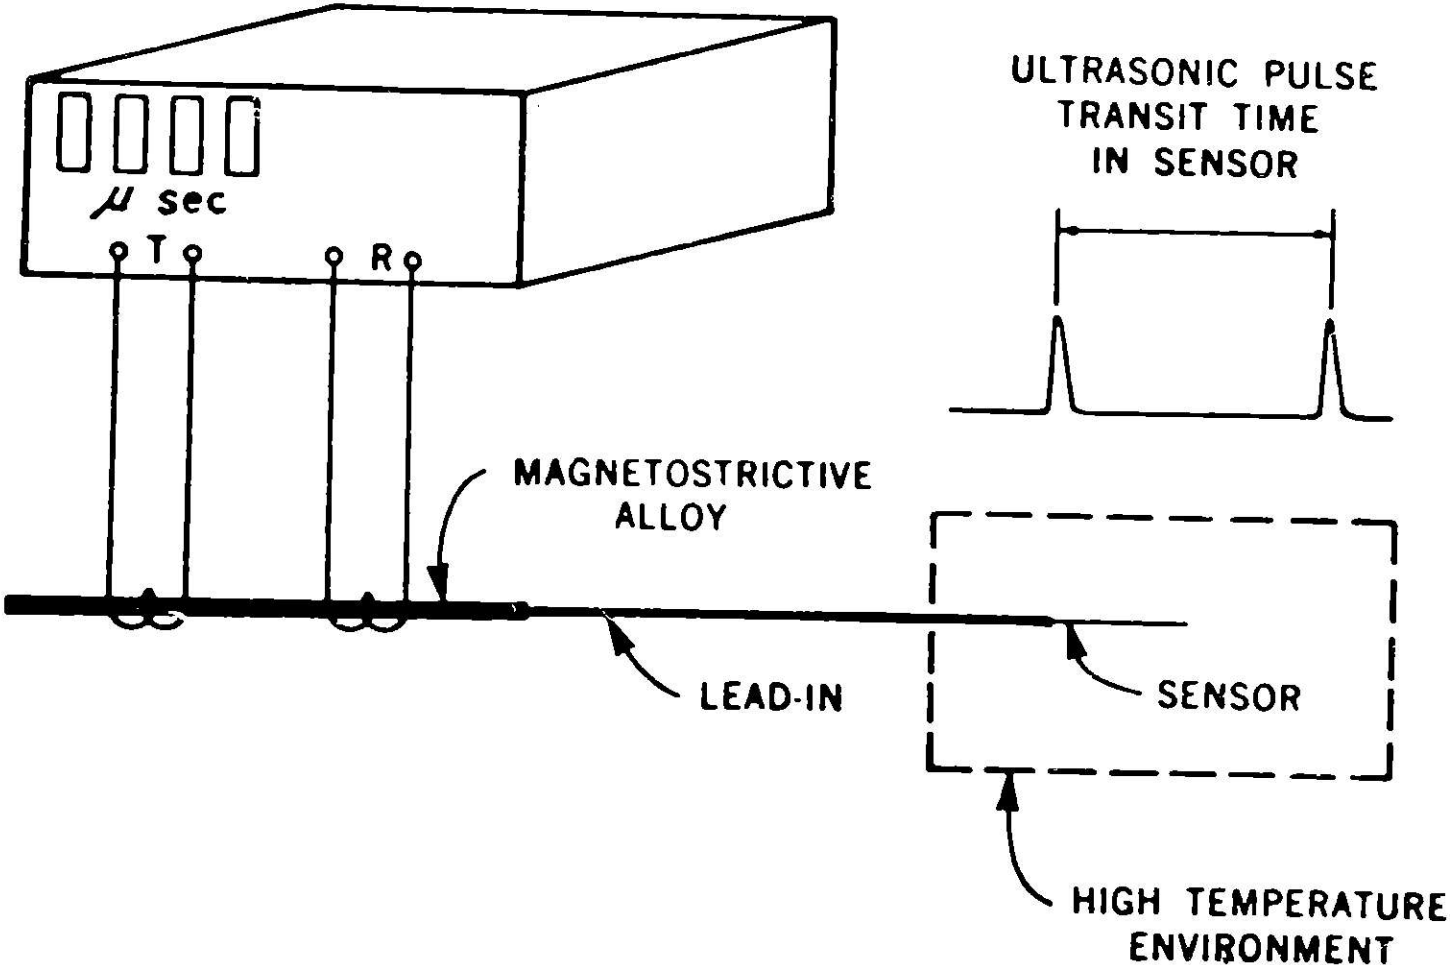 ULTRASONIC PULSE
TRANSIT TIME
IN SENSOR
µ sec
T R
MAGNETOSTRICTIVE
ALLOY
LEAD-IN
SENSOR
HIGH TEMPERATURE
ENVIRONMENT